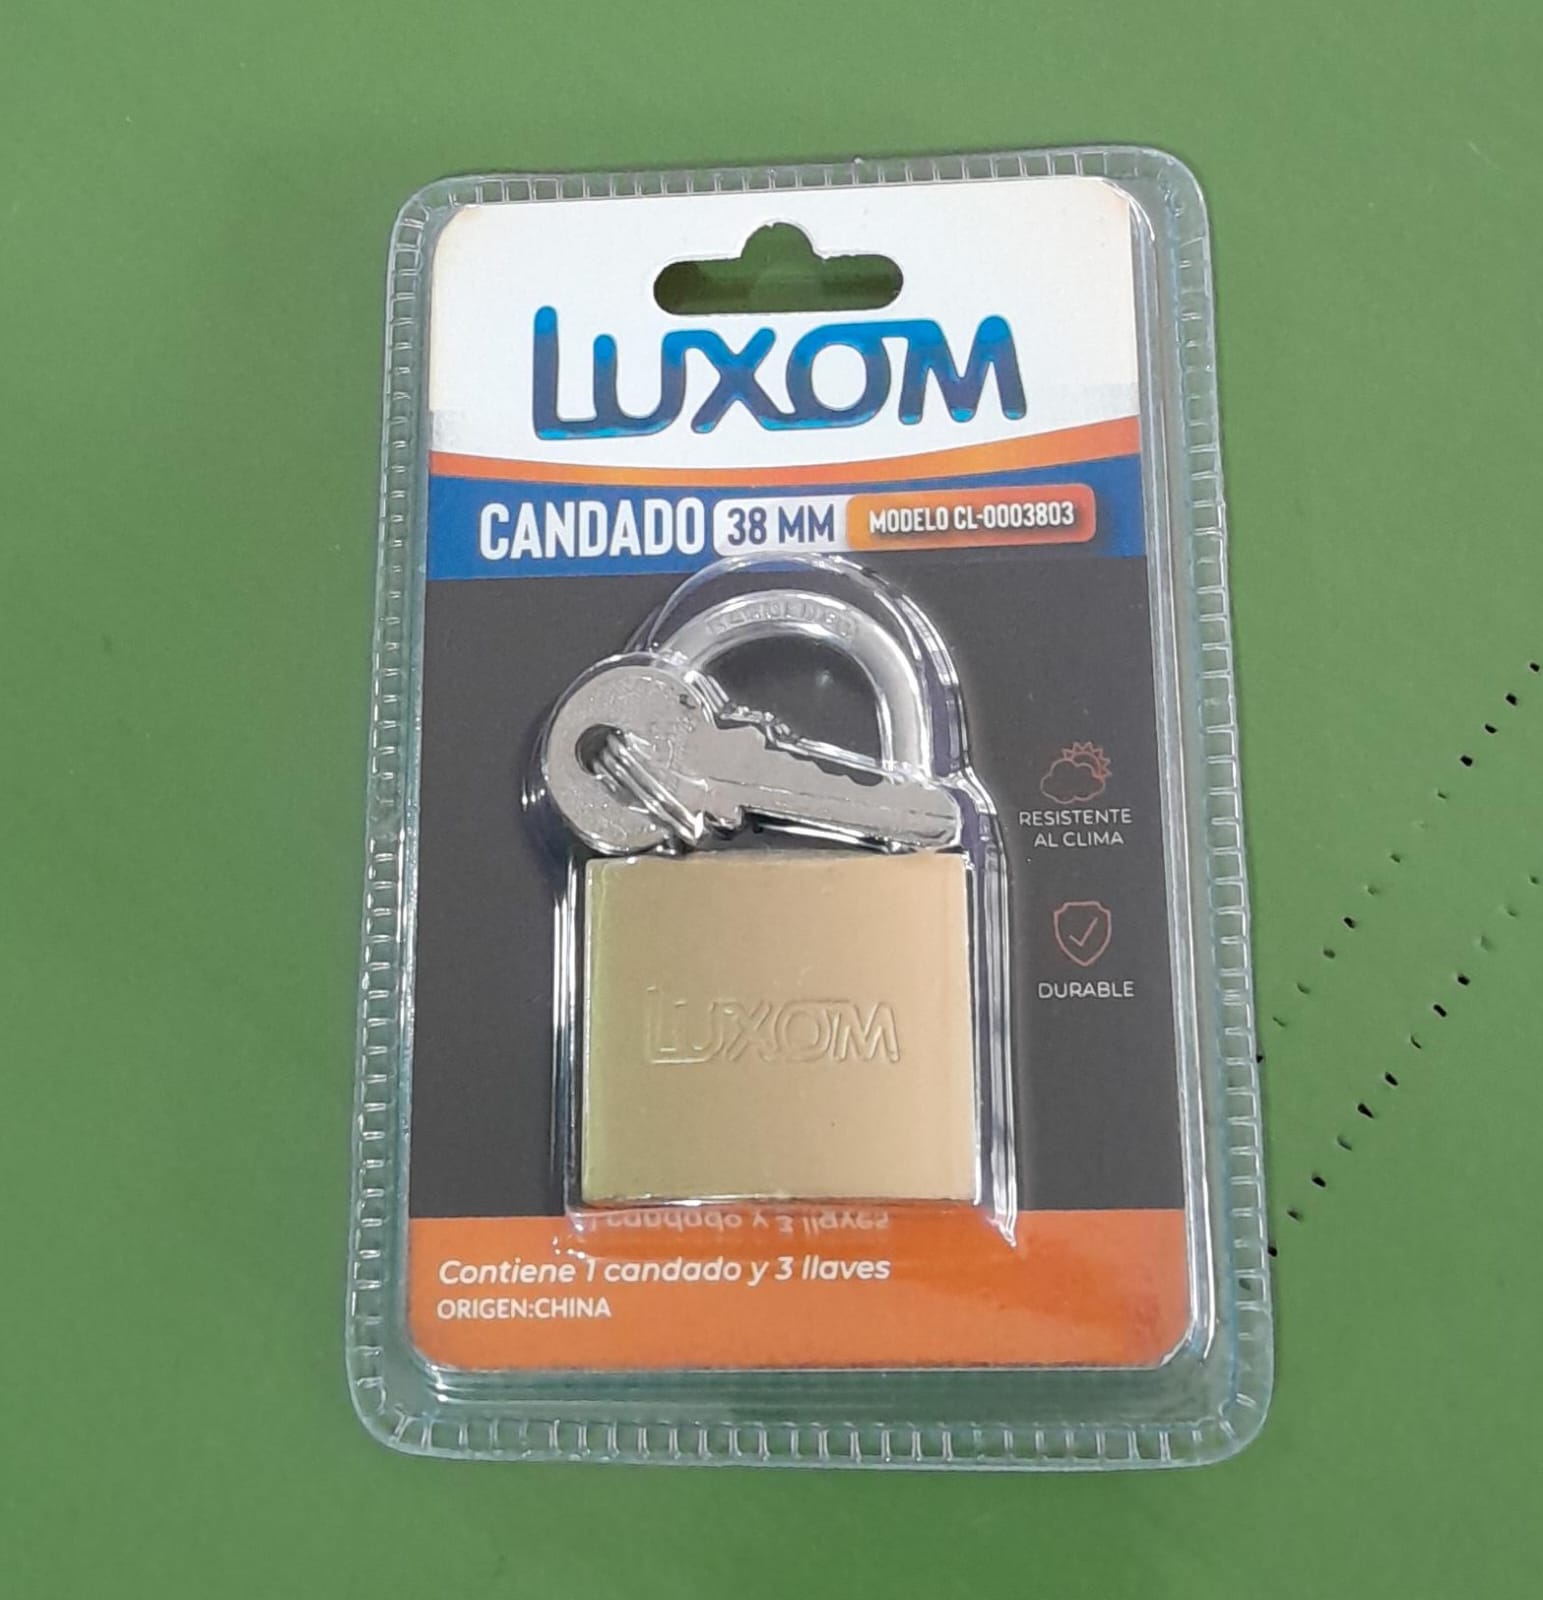 LUXOM
CANDADO 38 MM MODELO CL-0003803
HARDENED
RESISTENTE
AL CLIMA
DURABLE
LUXOM
Contiene 1 candado y 3 llaves
ORIGEN:CHINA